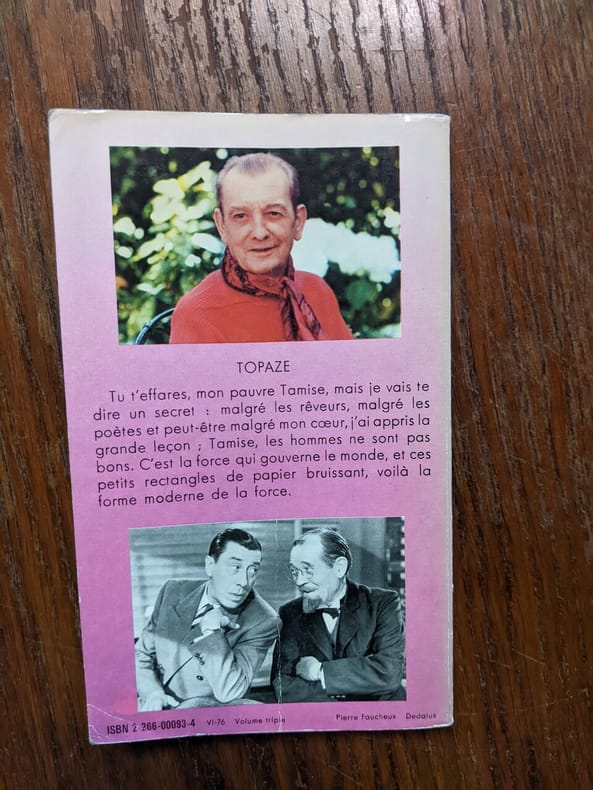 TOPAZE
Tu t'effares, mon pauvre Tamise, mais je vais te
dire un secret : malgré les rêveurs, malgré les
poètes et peut-être malgré mon cœur, j'ai appris la
grande leçon ; Tamise, les hommes ne sont pas
bons. C'est la force qui gouverne le monde, et ces
petits rectangles de papier bruissant, voilà la
forme moderne de la force.
ISBN 2-266-00093-4 VI-76 Volume triple Pierre Faucheux Dedalus